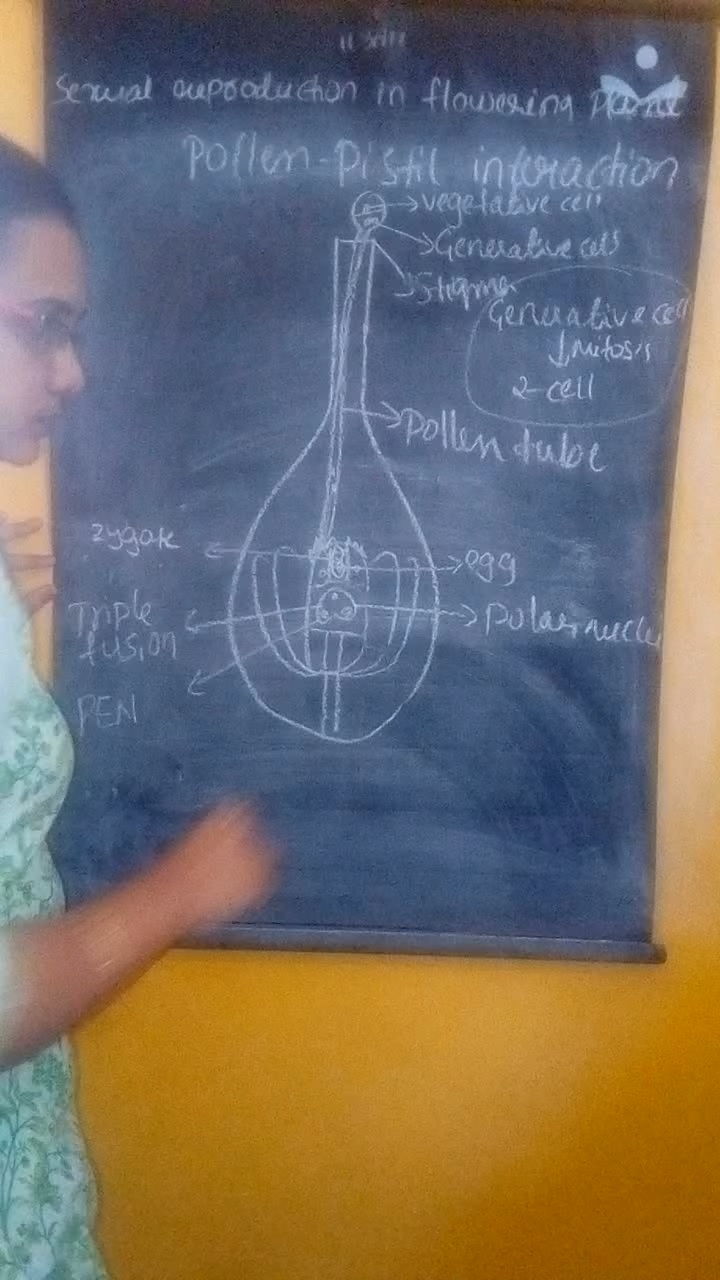 Sexual reproduction in flowering Plant
Pollen-Pistil interaction
vegetative cell
Generative cell
Stigma
Generative cell
↓ Mitosis
2-cell
Pollen tube
zygote
egg
Triple
fusion
Polar nuclei
PEN